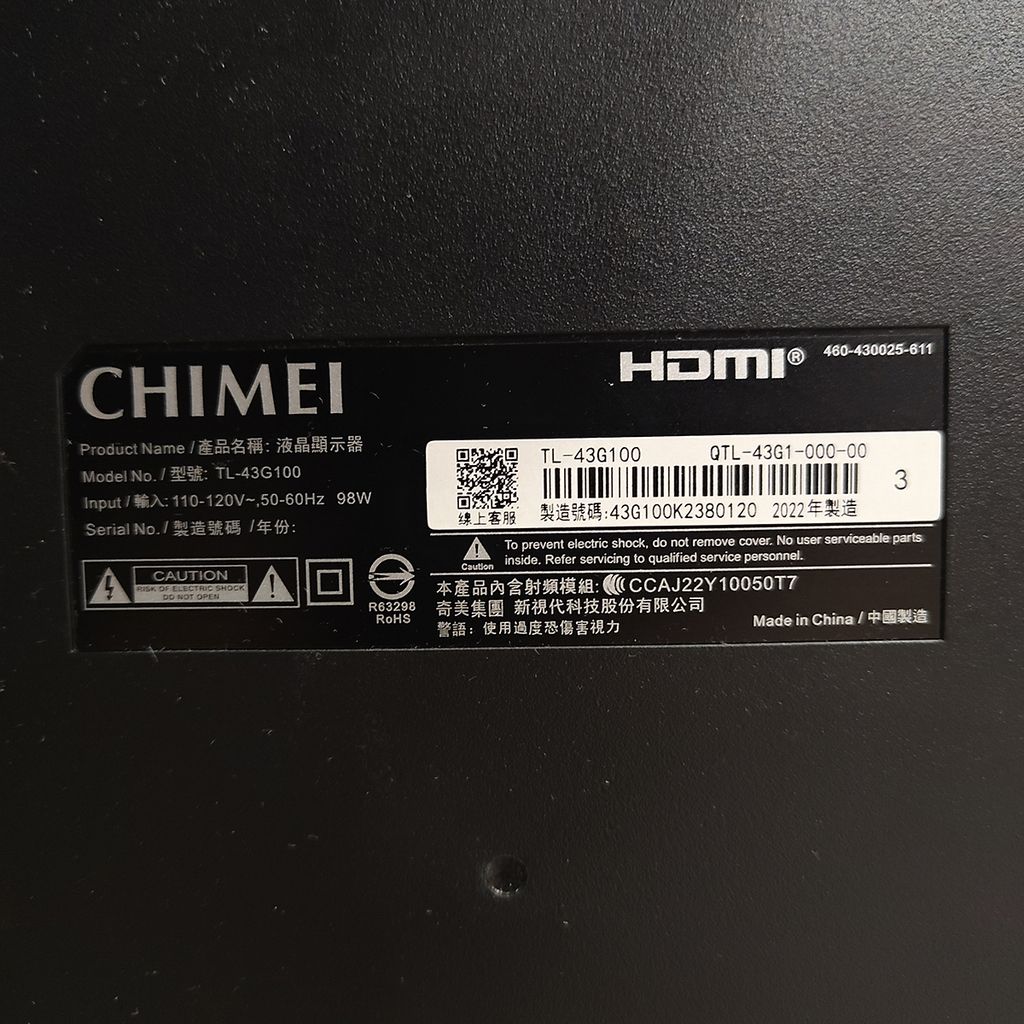 CHIMEI
HDMI® 460-430025-611
Product Name / 產品名稱: 液晶顯示器
Model No. / 型號: TL-43G100
Input / 輸入: 110-120V~,50-60Hz 98W
Serial No. / 製造號碼 /年份:
TL-43G100 QTL-43G1-000-00
3
线上客服 製造號碼:43G100K2380120 2022年製造
CAUTION
RISK OF ELECTRIC SHOCK
DO NOT OPEN
R63298
RoHS
Caution
To prevent electric shock, do not remove cover. No user serviceable parts
inside. Refer servicing to qualified service personnel.
本產品內含射頻模組: CCAJ22Y10050T7
奇美集團 新視代科技股份有限公司
警語: 使用過度恐傷害視力
Made in China / 中國製造